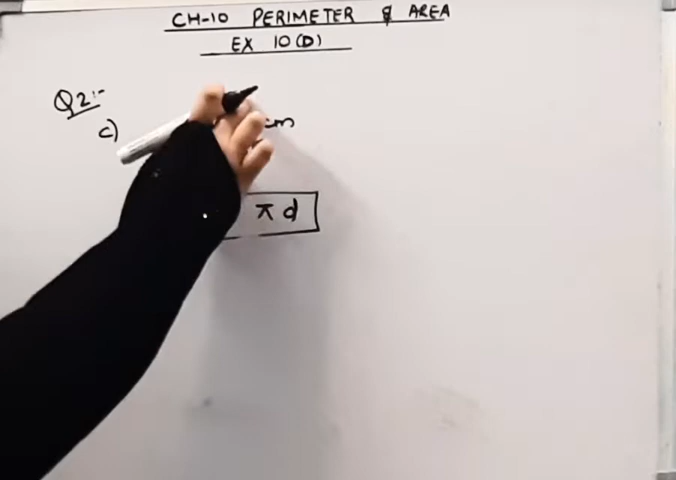 CH-10 PERIMETER & AREA
EX 10(D)
Q2:-
c) cm
π d